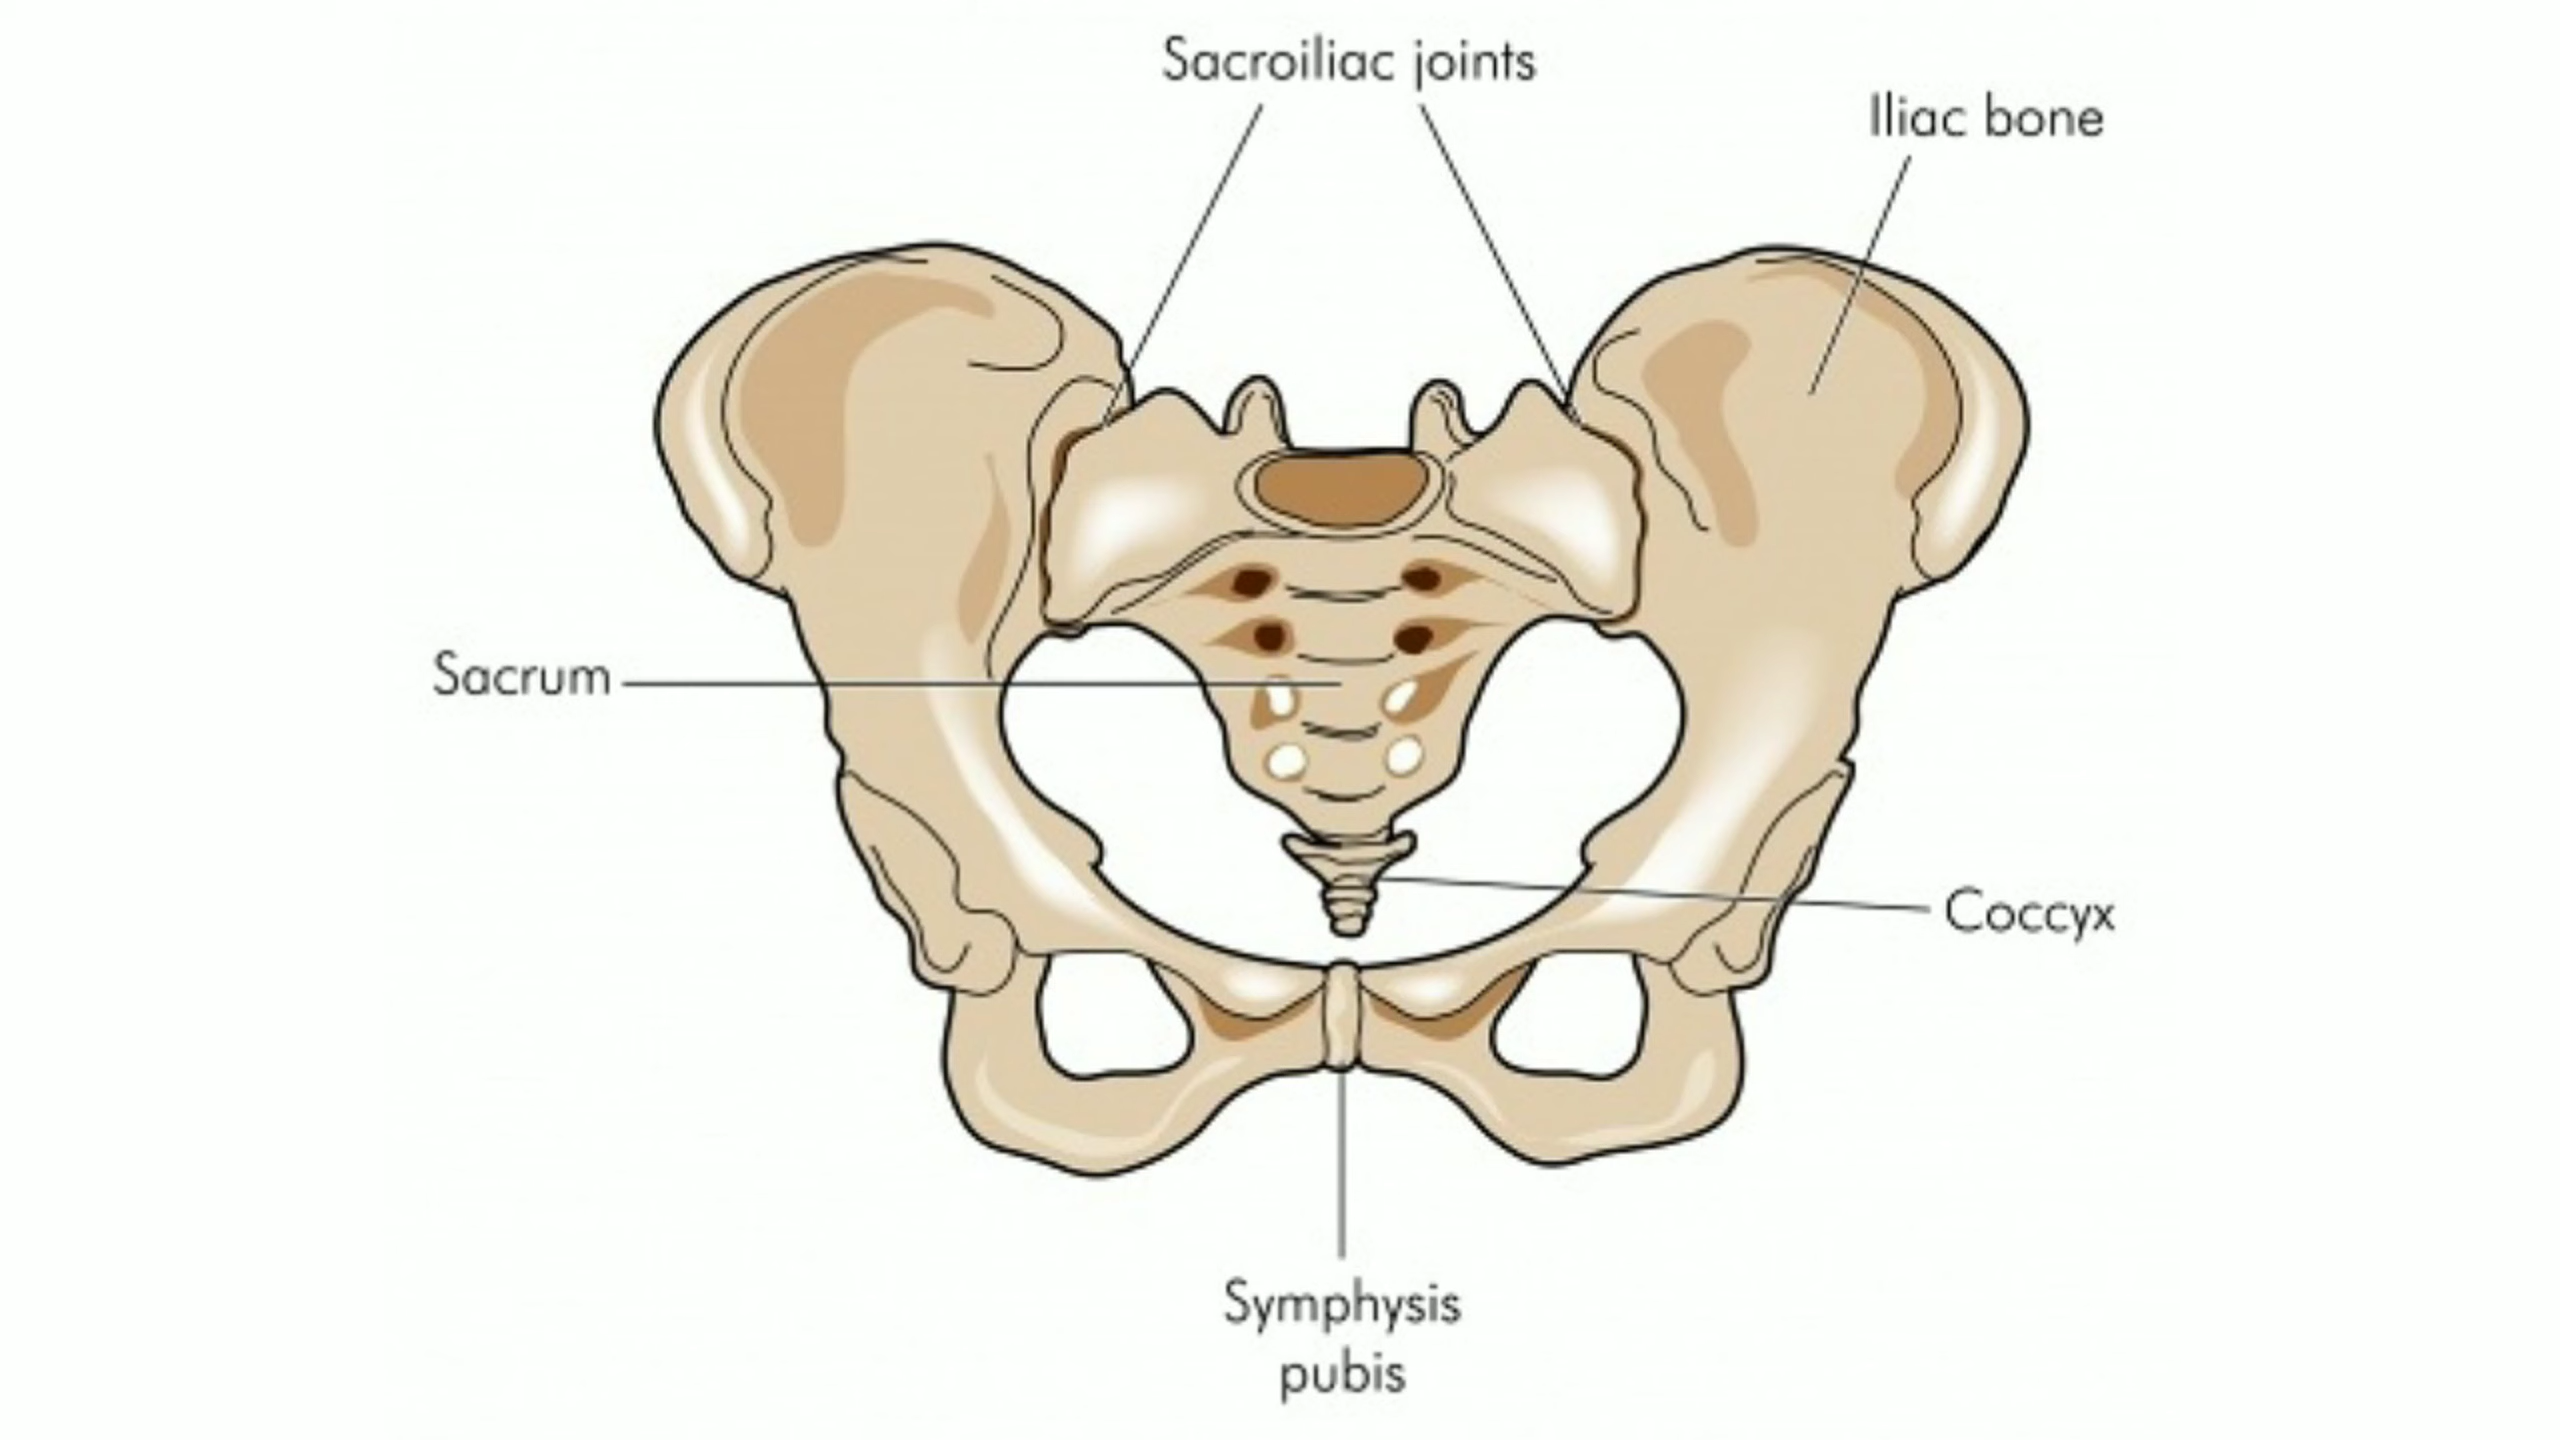 Sacroiliac joints
Iliac bone
Sacrum
Coccyx
Symphysis
pubis